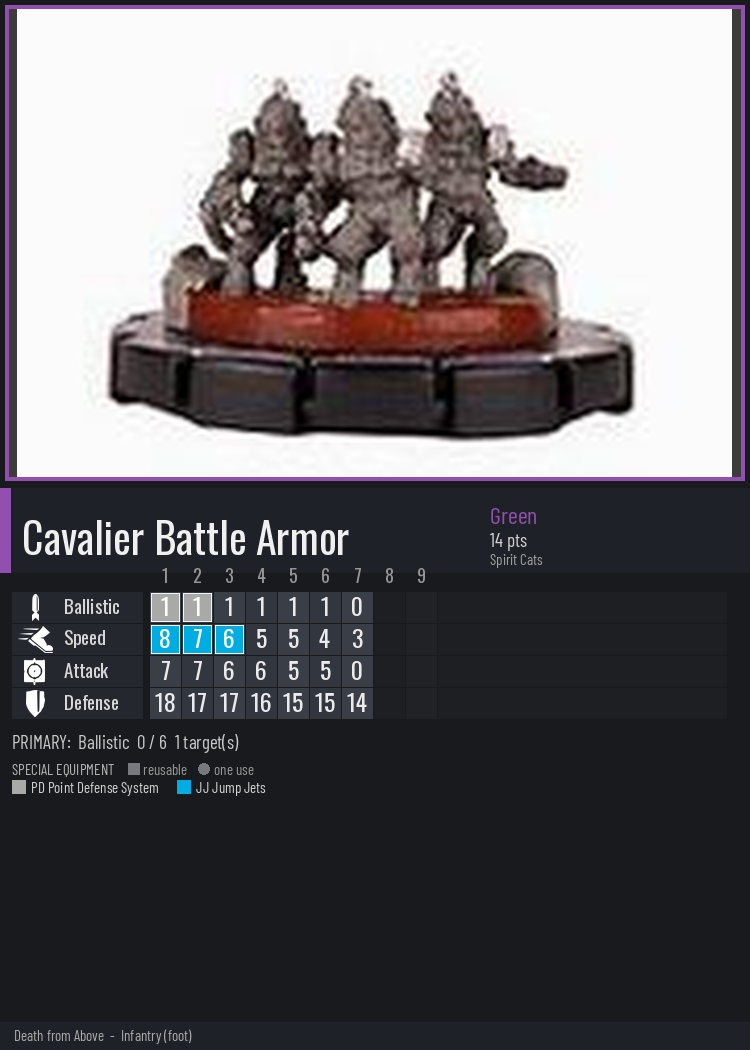 Cavalier Battle Armor
Green
14 pts
Spirit Cats
1 2 3 4 5 6 7 8 9
Ballistic 1 1 1 1 1 1 0
Speed 8 7 6 5 5 4 3
Attack 7 7 6 6 5 5 0
Defense 18 17 17 16 15 15 14
PRIMARY: Ballistic 0 / 6 1 target(s)
SPECIAL EQUIPMENT reusable one use
PD Point Defense System JJ Jump Jets
Death from Above - Infantry (foot)